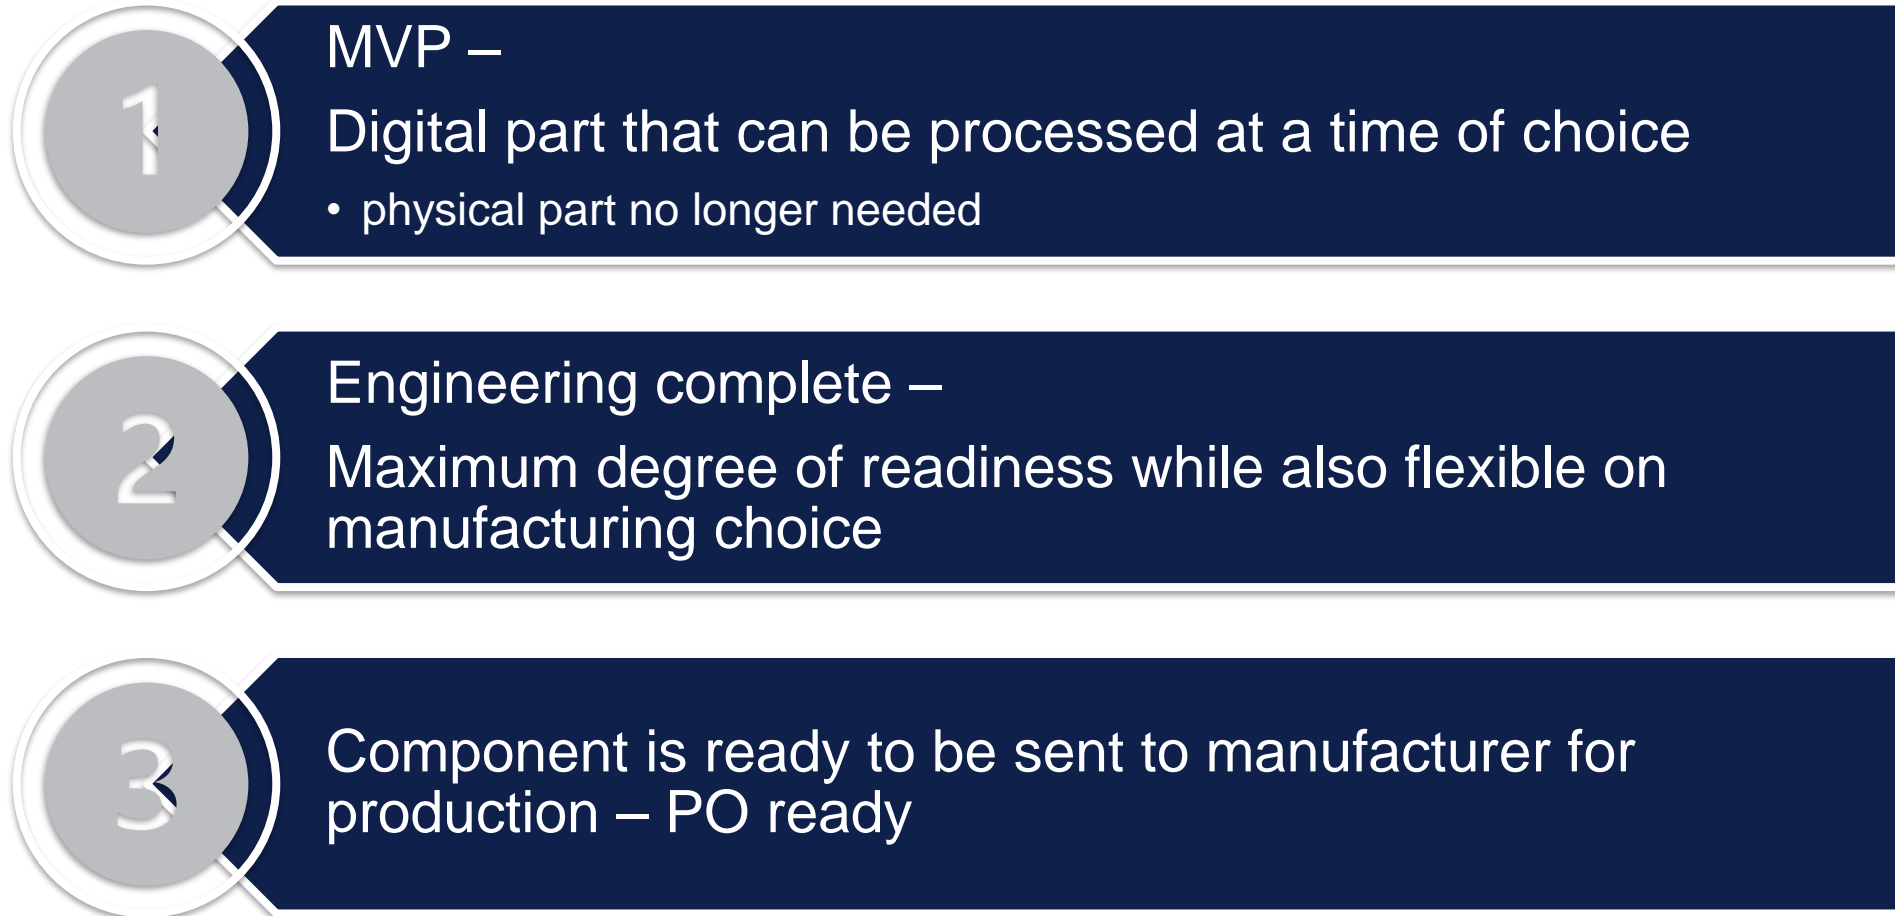 1
MVP –
Digital part that can be processed at a time of choice
• physical part no longer needed
2
Engineering complete –
Maximum degree of readiness while also flexible on
manufacturing choice
3
Component is ready to be sent to manufacturer for
production – PO ready